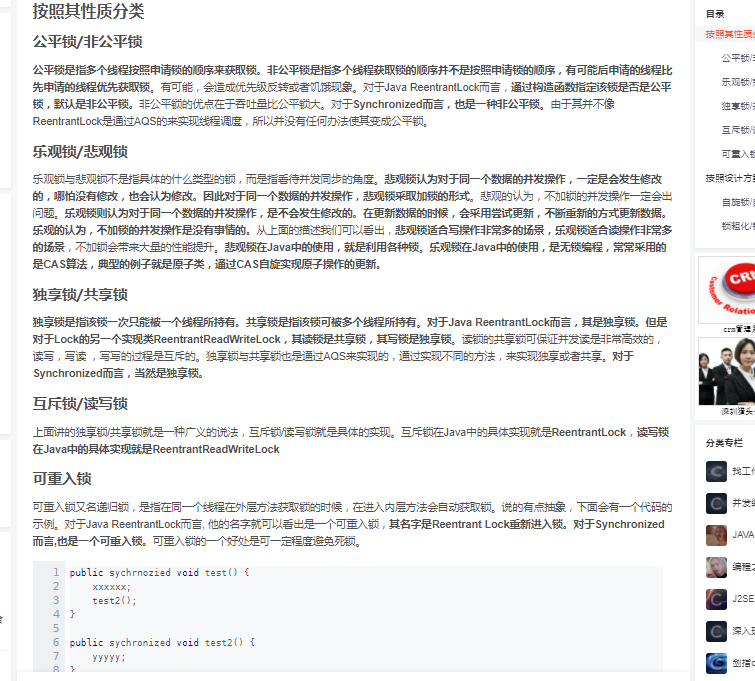 按照其性质分类
公平锁/非公平锁
公平锁是指多个线程按照申请锁的顺序来获取锁。非公平锁是指多个线程获取锁的顺序并不是按照申请锁的顺序，有可能后申请的线程比
先申请的线程优先获取锁。有可能，会造成优先级反转或者饥饿现象。对于Java ReentrantLock而言，通过构造函数指定该锁是否是公平
锁，默认是非公平锁。非公平锁的优点在于吞吐量比公平锁大。对于Synchronized而言，也是一种非公平锁。由于其并不像
ReentrantLock是通过AQS的来实现线程调度，所以并没有任何办法使其变成公平锁。
乐观锁/悲观锁
乐观锁与悲观锁不是指具体的什么类型的锁，而是指看待并发同步的角度。悲观锁认为对于同一个数据的并发操作，一定是会发生修改
的，哪怕没有修改，也会认为修改。因此对于同一个数据的并发操作，悲观锁采取加锁的形式。悲观的认为，不加锁的并发操作一定会出
问题。乐观锁则认为对于同一个数据的并发操作，是不会发生修改的。在更新数据的时候，会采用尝试更新，不断重新的方式更新数据。
乐观的认为，不加锁的并发操作是没有事情的。从上面的描述我们可以看出，悲观锁适合写操作非常多的场景，乐观锁适合读操作非常多
的场景，不加锁会带来大量的性能提升。悲观锁在Java中的使用，就是利用各种锁。乐观锁在Java中的使用，是无锁编程，常常采用的
是CAS算法，典型的例子就是原子类，通过CAS自旋实现原子操作的更新。
独享锁/共享锁
独享锁是指该锁一次只能被一个线程所持有。共享锁是指该锁可被多个线程所持有。对于Java ReentrantLock而言，其是独享锁。但是
对于Lock的另一个实现类ReentrantReadWriteLock，其读锁是共享锁，其写锁是独享锁。读锁的共享锁可保证并发读是非常高效的，
读写，写读 ，写写的过程是互斥的。独享锁与共享锁也是通过AQS来实现的，通过实现不同的方法，来实现独享或者共享。对于
Synchronized而言，当然是独享锁。
互斥锁/读写锁
上面讲的独享锁/共享锁就是一种广义的说法，互斥锁/读写锁就是具体的实现。互斥锁在Java中的具体实现就是ReentrantLock，读写锁
在Java中的具体实现就是ReentrantReadWriteLock
可重入锁
可重入锁又名递归锁，是指在同一个线程在外层方法获取锁的时候，在进入内层方法会自动获取锁。说的有点抽象，下面会有一个代码的
示例。对于Java ReentrantLock而言, 他的名字就可以看出是一个可重入锁，其名字是Reentrant Lock重新进入锁。对于Synchronized
而言,也是一个可重入锁。可重入锁的一个好处是可一定程度避免死锁。
1 public sychrnozied void test() {
2 xxxxxx;
3 test2();
4 }
5
6 public sychronized void test2() {
7 yyyyy;
8 }
目录
按照其性质
公平锁/
乐观锁/
独享锁/
互斥锁/
可重入锁
按照设计方
自旋锁/
锁粗化/
CRM
Customer Relatio
crm管理
深圳猎头
分类专栏
找工
并发
JAVA
编程
J2SE
深入
剑指